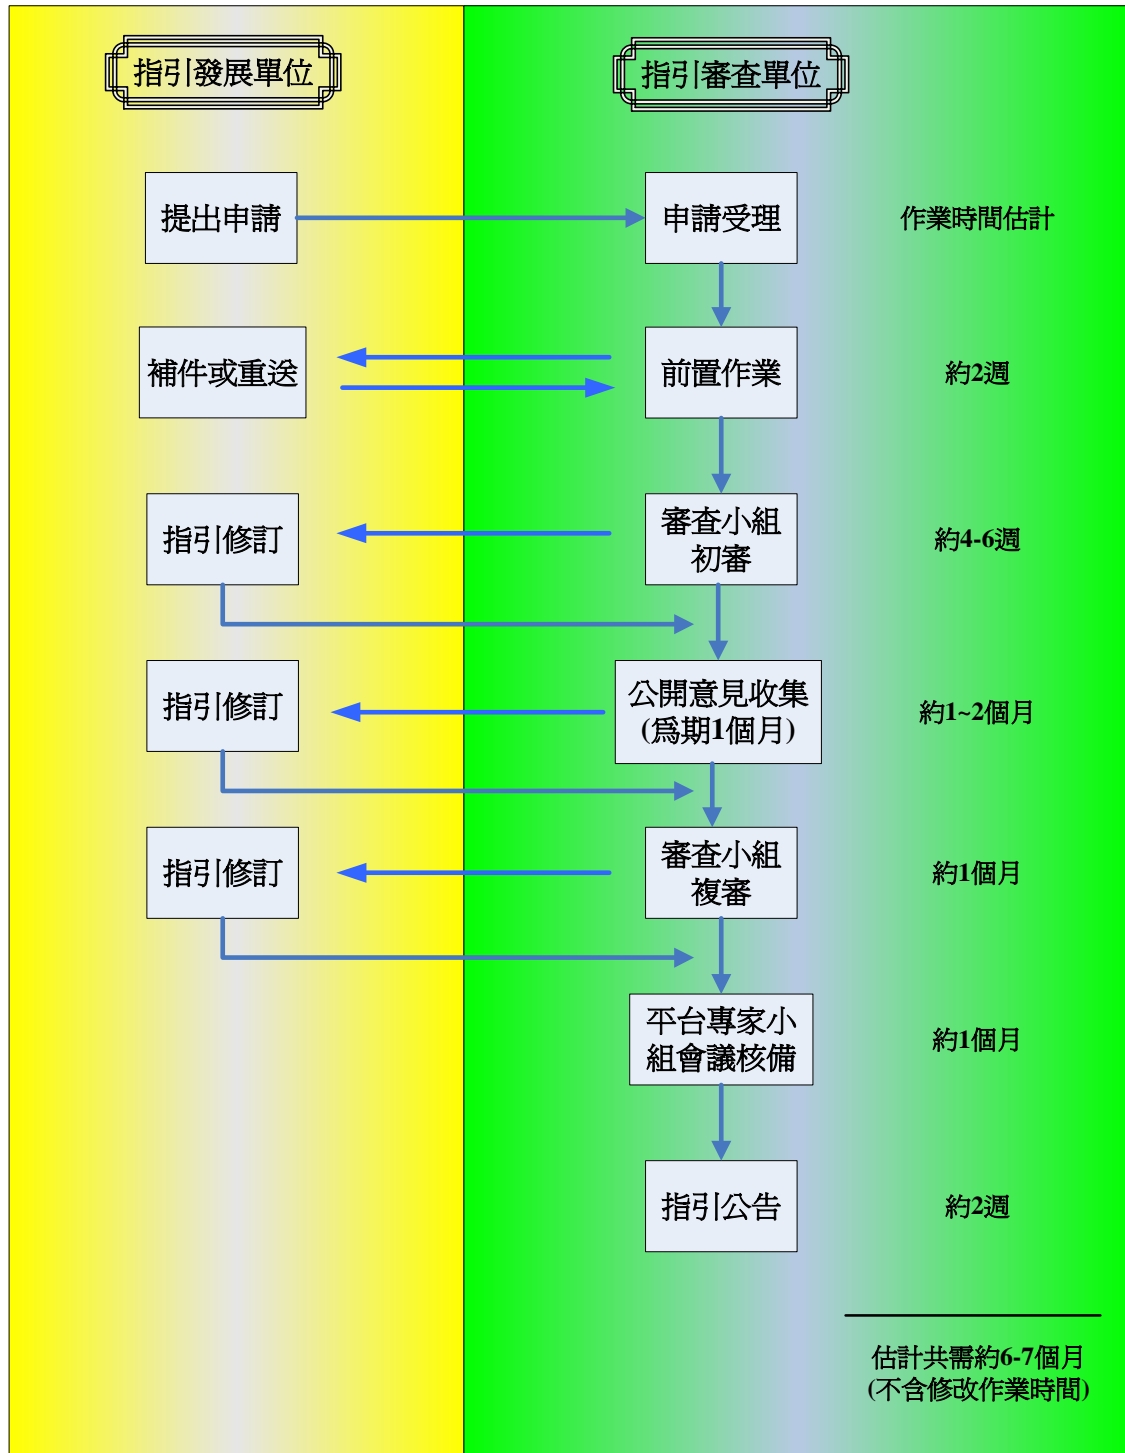 指引發展單位
指引審查單位
提出申請
申請受理
作業時間估計
補件或重送
前置作業
約2週
指引修訂
審查小組
初審
約4-6週
指引修訂
公開意見收集
(為期1個月)
約1~2個月
指引修訂
審查小組
複審
約1個月
平台專家小
組會議核備
約1個月
指引公告
約2週
估計共需約6-7個月
(不含修改作業時間)